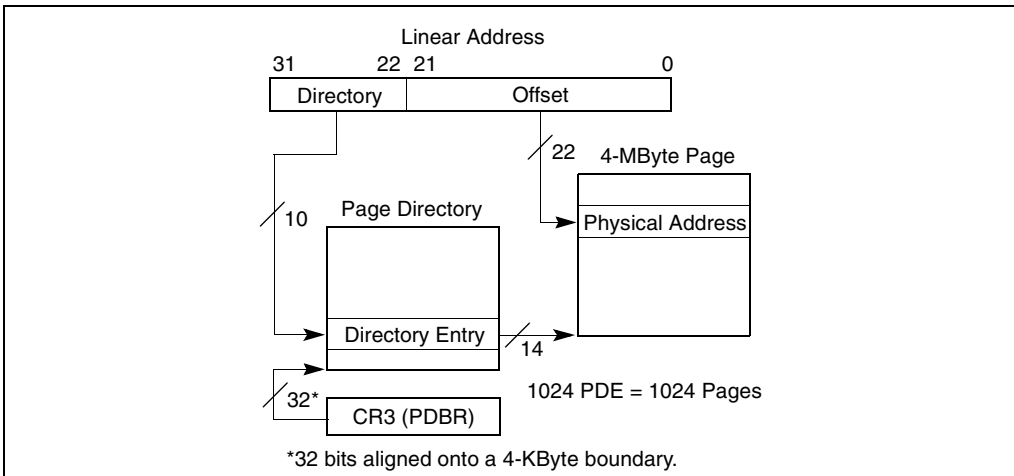 Linear Address
31 22 21 0
Directory Offset
22
4-MByte Page
10
Page Directory
Physical Address
Directory Entry
14
32*
CR3 (PDBR)
1024 PDE = 1024 Pages
*32 bits aligned onto a 4-KByte boundary.